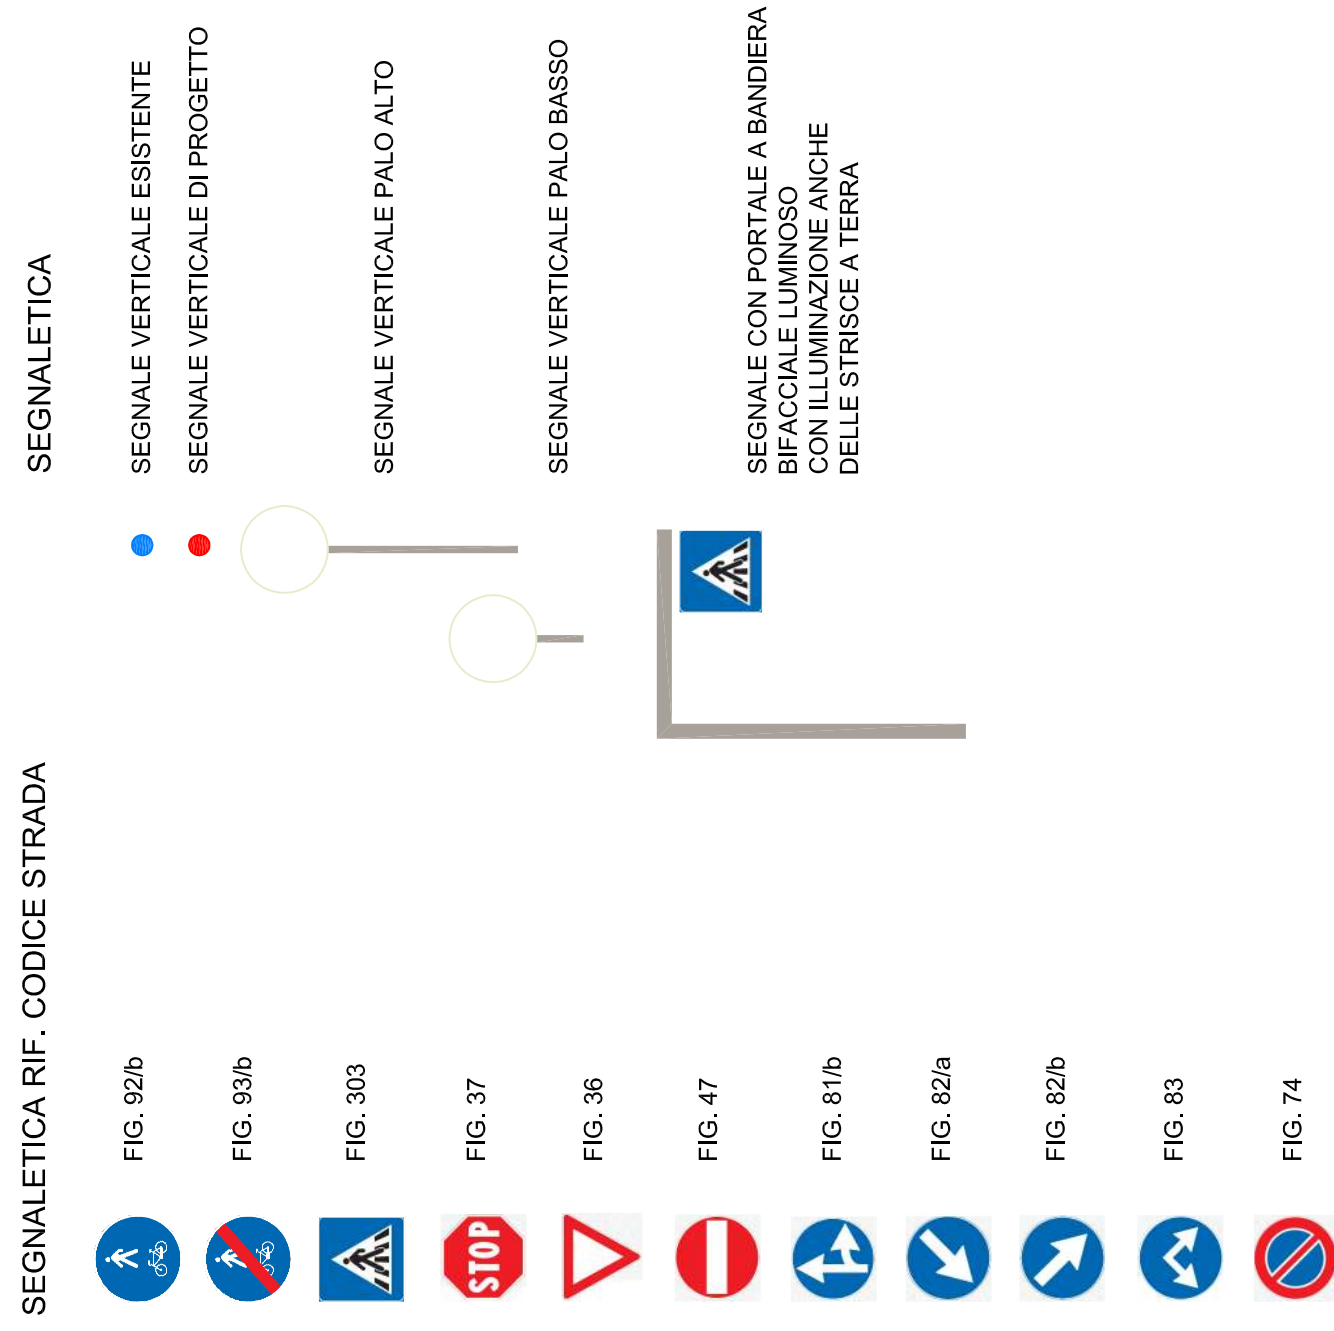 SEGNALETICA RIF. CODICE STRADA
FIG. 92/b
FIG. 93/b
FIG. 303
STOP
FIG. 37
FIG. 36
FIG. 47
FIG. 81/b
FIG. 82/a
FIG. 82/b
FIG. 83
FIG. 74
SEGNALETICA
SEGNALE VERTICALE ESISTENTE
SEGNALE VERTICALE DI PROGETTO
SEGNALE VERTICALE PALO ALTO
SEGNALE VERTICALE PALO BASSO
SEGNALE CON PORTALE A BANDIERA
BIFACCIALE LUMINOSO
CON ILLUMINAZIONE ANCHE
DELLE STRISCE A TERRA